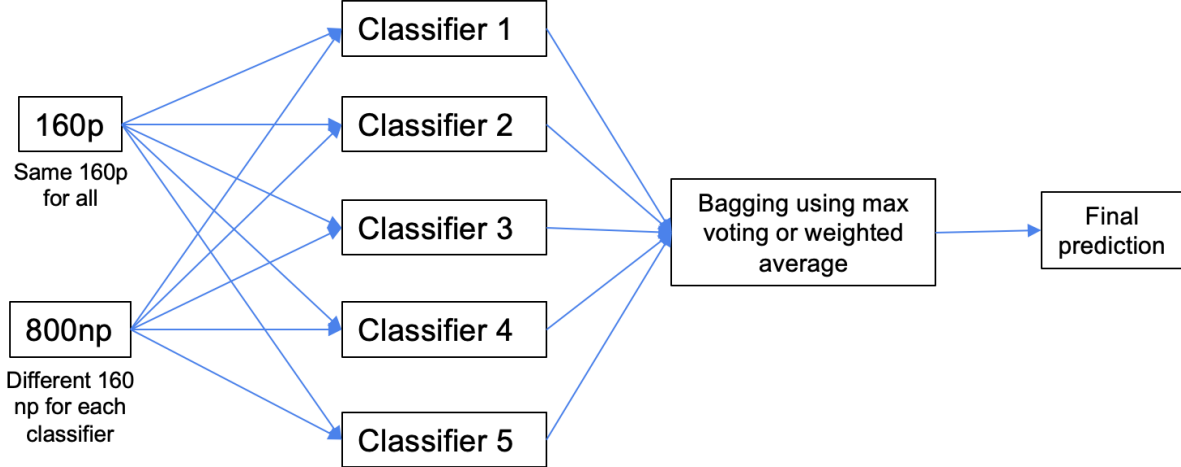 Classifier 1
160p
Same 160p
for all
Classifier 2
Classifier 3
800np
Different 160
np for each
classifier
Classifier 4
Classifier 5
Bagging using max
voting or weighted
average
Final
prediction